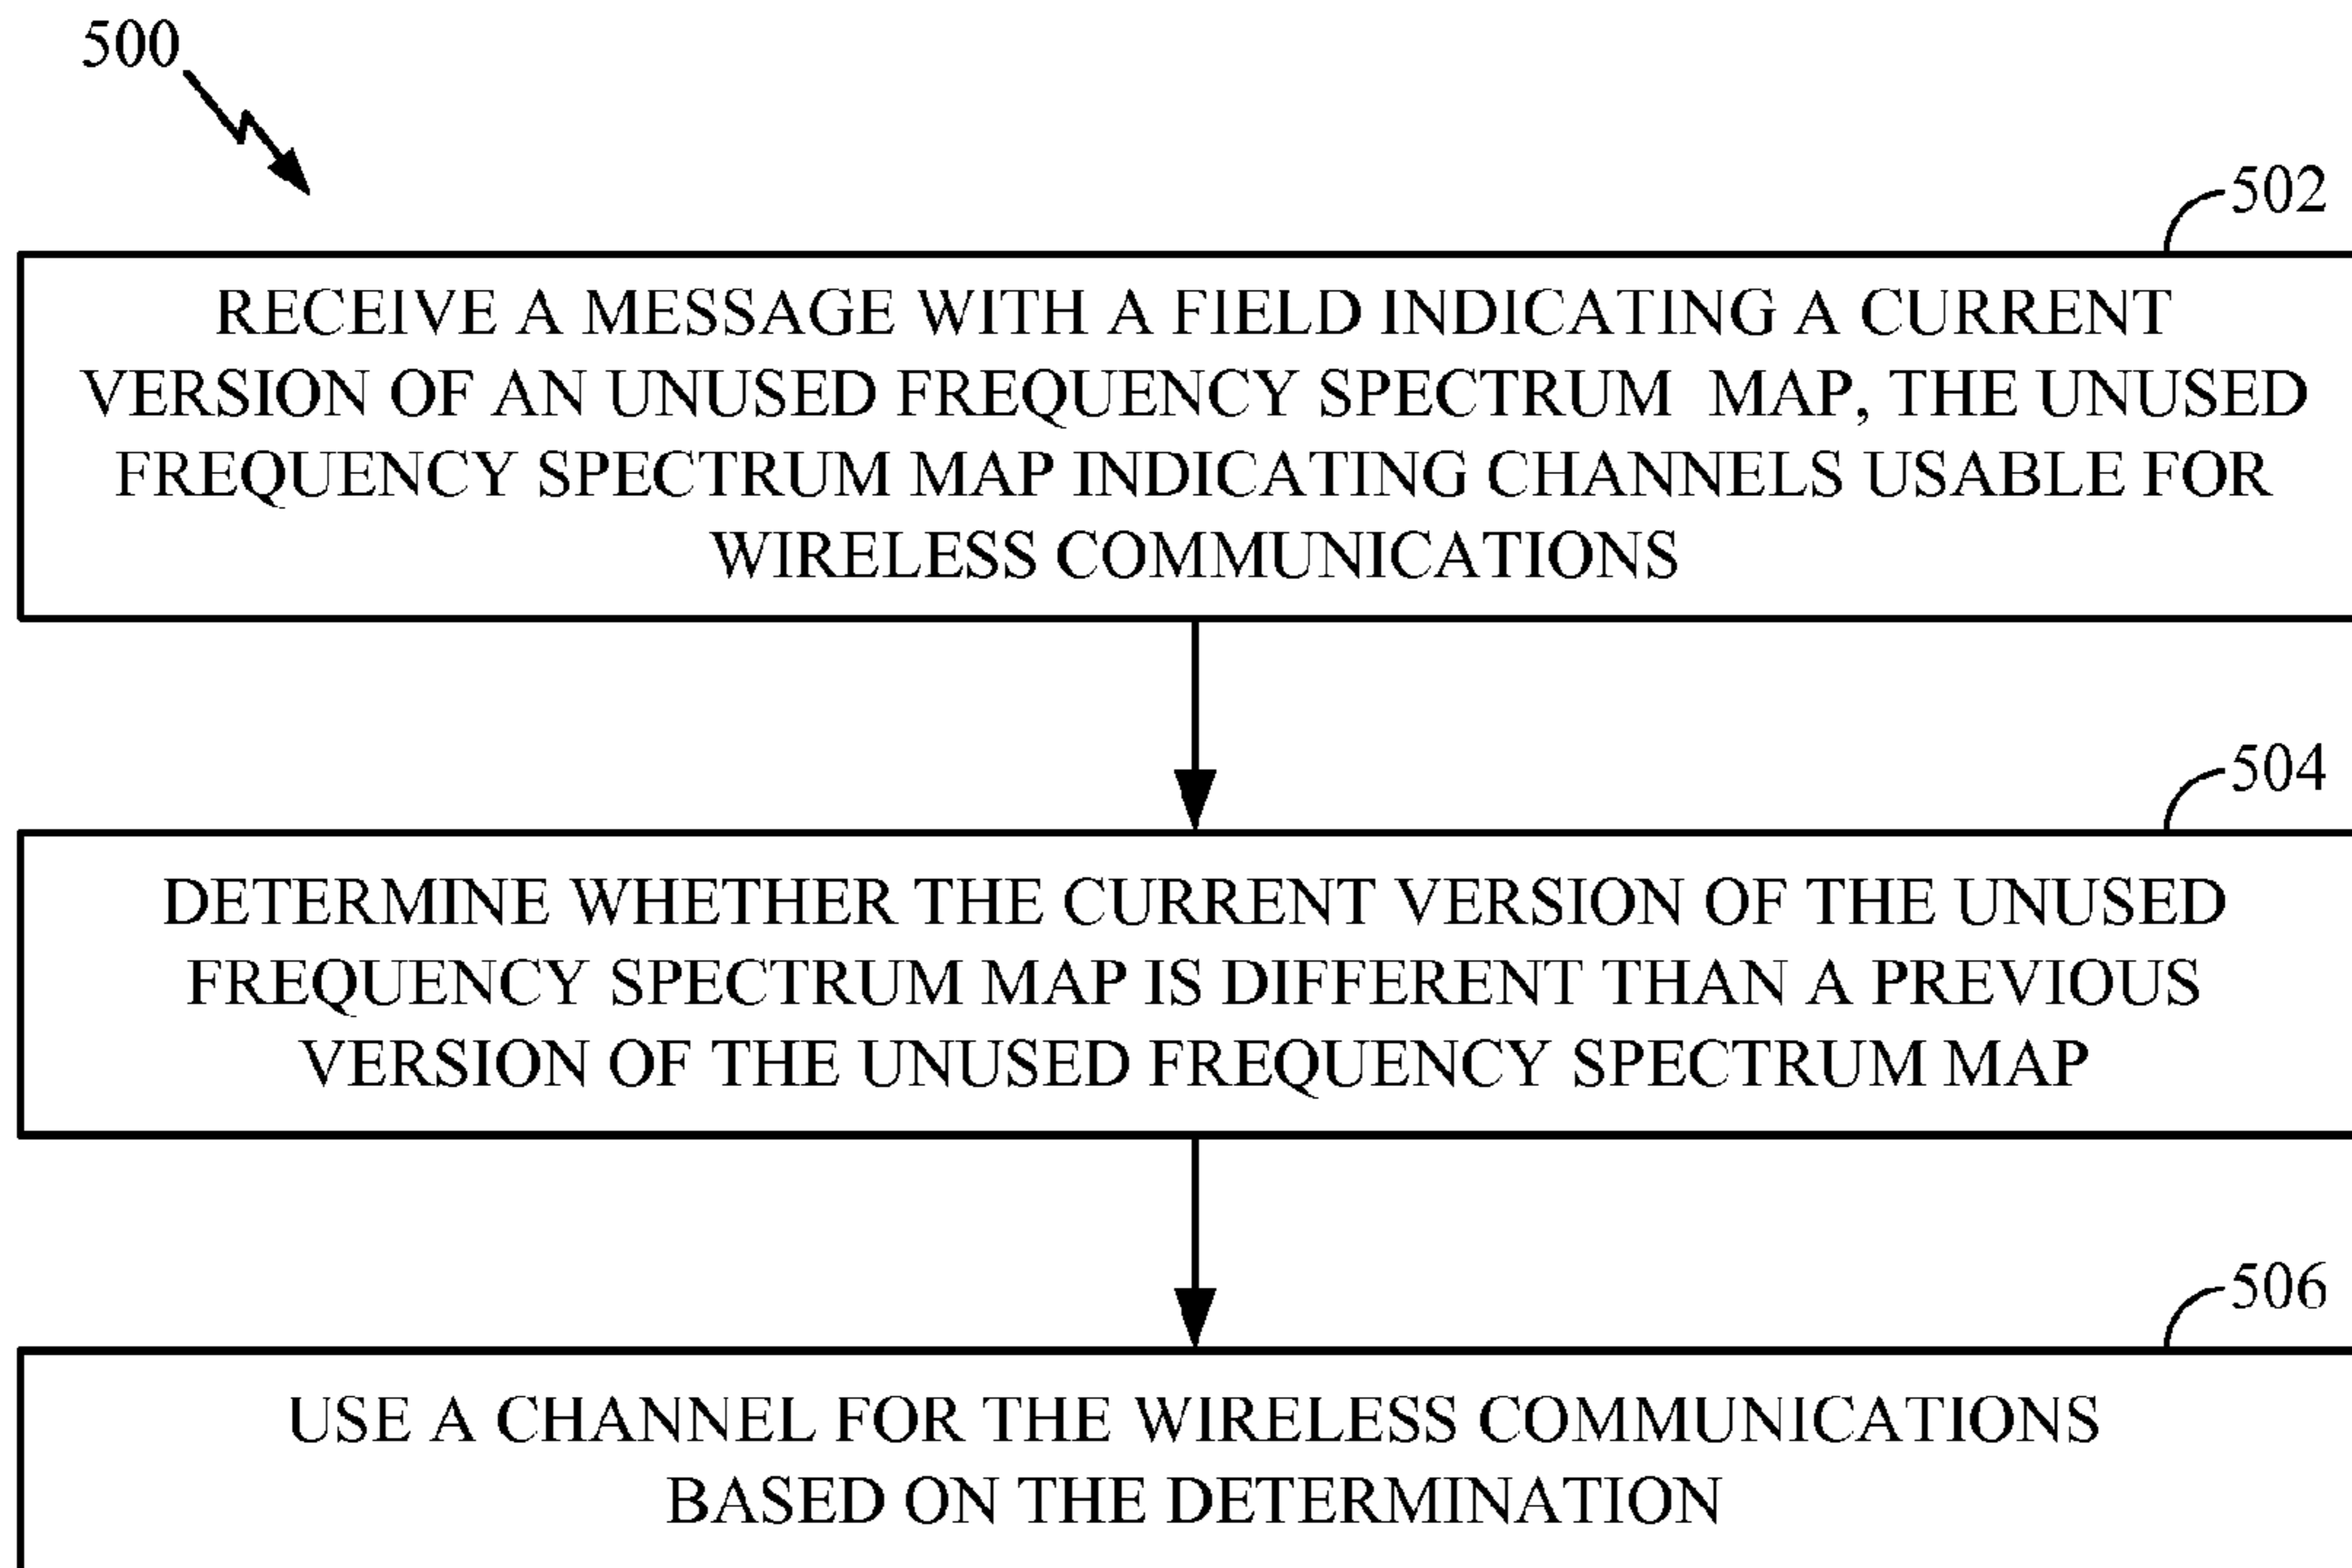 500
502
RECEIVE A MESSAGE WITH A FIELD INDICATING A CURRENT
VERSION OF AN UNUSED FREQUENCY SPECTRUM MAP, THE UNUSED
FREQUENCY SPECTRUM MAP INDICATING CHANNELS USABLE FOR
WIRELESS COMMUNICATIONS
504
DETERMINE WHETHER THE CURRENT VERSION OF THE UNUSED
FREQUENCY SPECTRUM MAP IS DIFFERENT THAN A PREVIOUS
VERSION OF THE UNUSED FREQUENCY SPECTRUM MAP
506
USE A CHANNEL FOR THE WIRELESS COMMUNICATIONS
BASED ON THE DETERMINATION